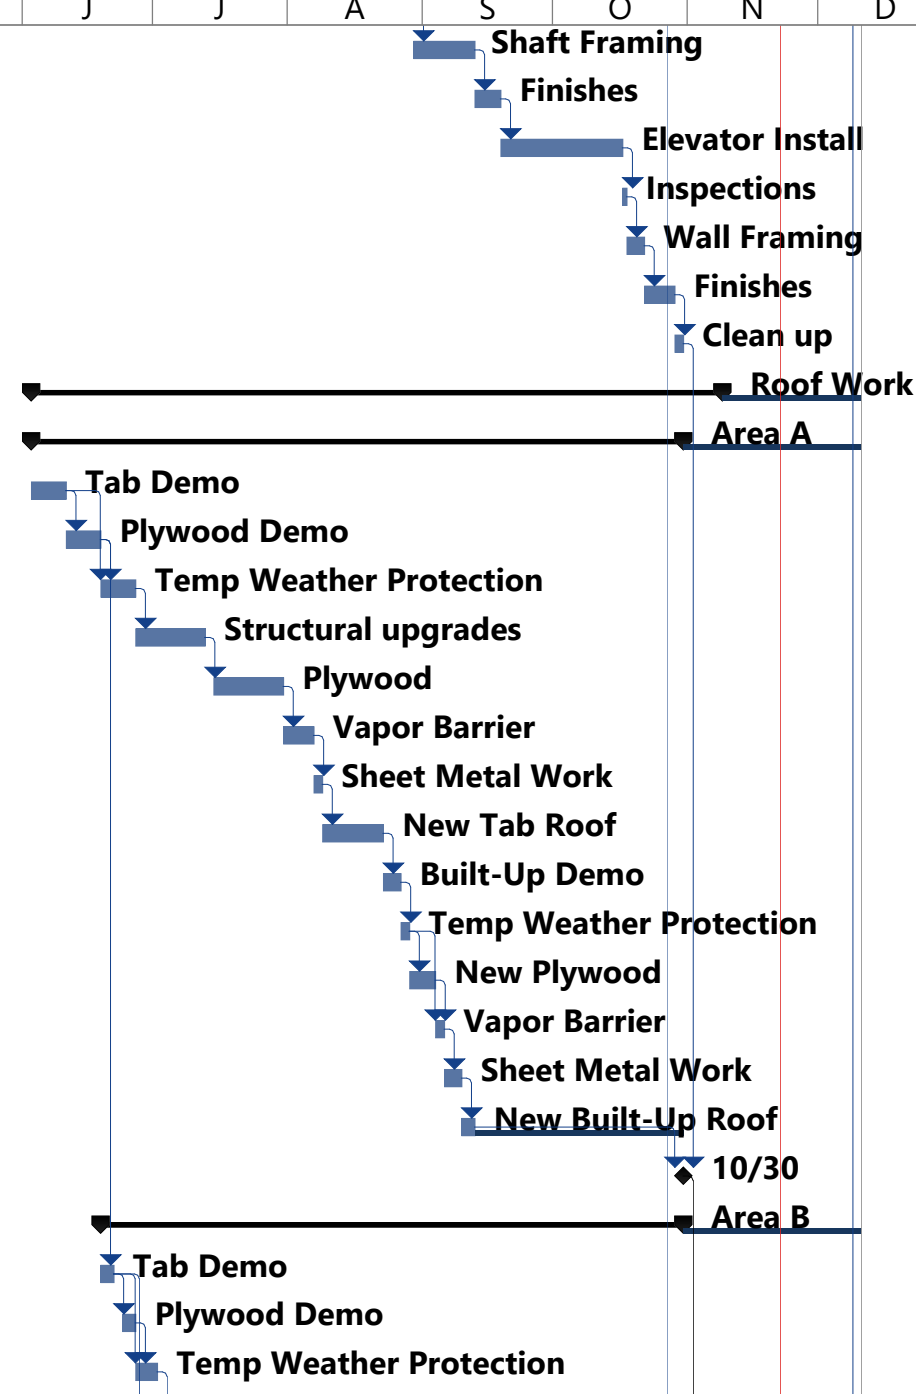 J J A S O N D
Shaft Framing
Finishes
Elevator Install
Inspections
Wall Framing
Finishes
Clean up
Roof Work
Area A
Tab Demo
Plywood Demo
Temp Weather Protection
Structural upgrades
Plywood
Vapor Barrier
Sheet Metal Work
New Tab Roof
Built-Up Demo
Temp Weather Protection
New Plywood
Vapor Barrier
Sheet Metal Work
New Built-Up Roof
10/30
Area B
Tab Demo
Plywood Demo
Temp Weather Protection